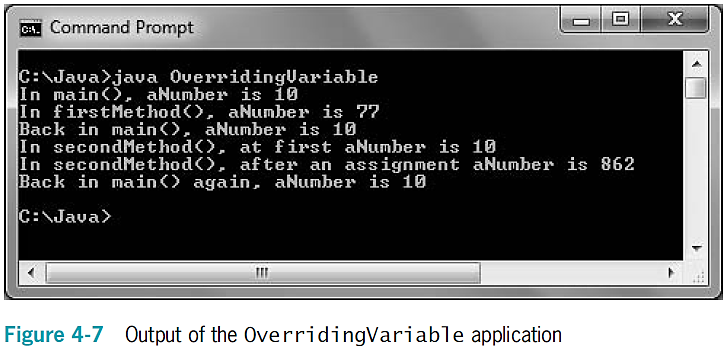 Command Prompt
C:\Java>java OverridingVariable
In main(), aNumber is 10
In firstMethod(), aNumber is 77
Back in main(), aNumber is 10
In secondMethod(), at first aNumber is 10
In secondMethod(), after an assignment aNumber is 862
Back in main() again, aNumber is 10
C:\Java>
Figure 4-7 Output of the OverridingVariable application